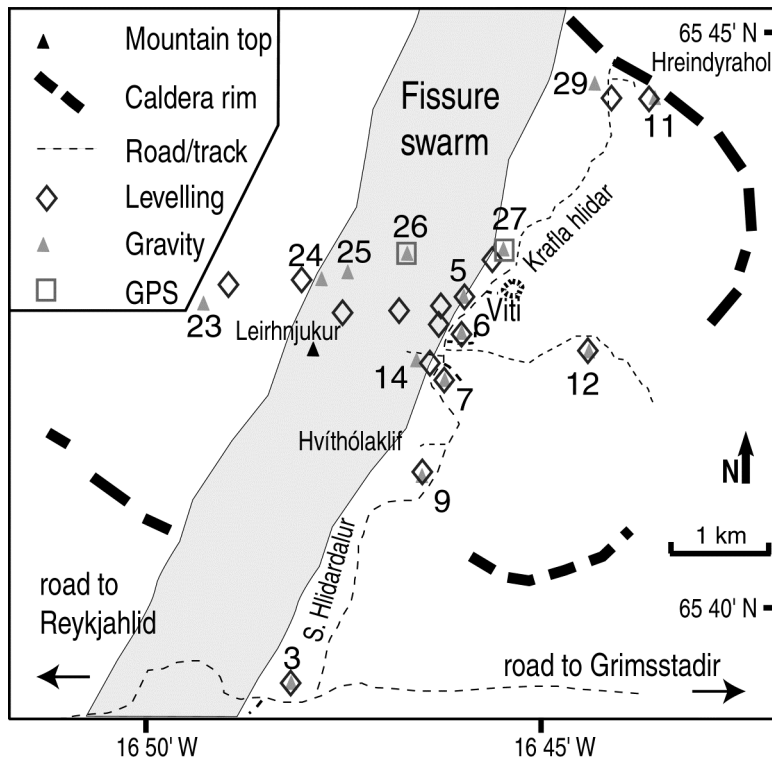 Mountain top
Caldera rim
Road/track
Levelling
Gravity
GPS
Fissure
swarm
65 45' N
Hreindyrahol
29
11
23
24
25
26
27
5
Krafla hlidar
Viti
6
Leirhnjukur
14
7
12
Hvíthólaklif
9
N
1 km
S. Hlidardalur
road to
Reykjahlid
65 40' N
3
road to Grimsstadir
16 50' W
16 45' W